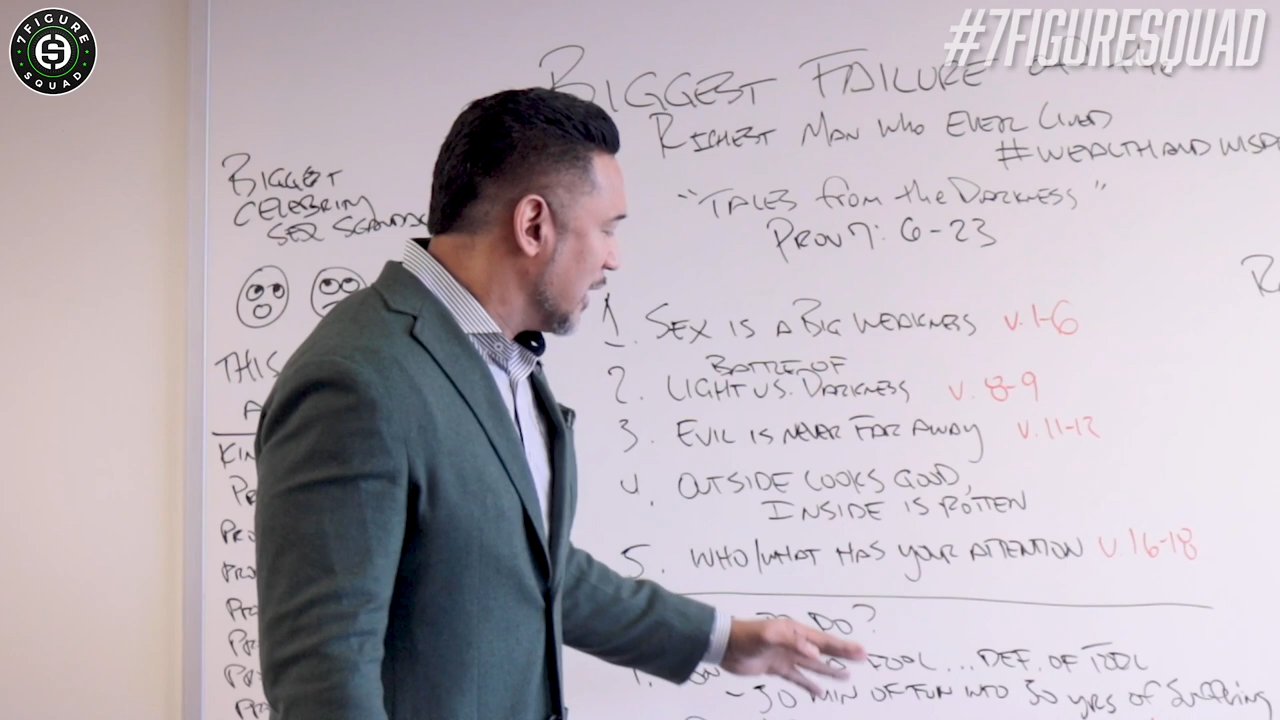 7FIGURE
SQUAD
#7FIGURESQUAD
BIGGEST FAILURE OF
RICHEST MAN WHO EVER LIVED
#WEALTHAND
"TALES from the DARKNESS"
PROV 7: 6-23
BIGGEST
CELEBRITY
SEX
THIS
1. SEX IS A BIG WEAKNESS v. 1-6
BATTLE OF
2. LIGHT VS. DARKNESS v. 8-9
3. EVIL IS NEVER FAR AWAY v. 11-12
4. OUTSIDE LOOKS GOOD,
INSIDE IS ROTTEN
5. WHO/WHAT HAS YOUR ATTENTION v. 16-18
DO?
1. FOOL... DEF. OF FOOL
- 30 MIN OF FUN INTO 30 yrs of Suffering